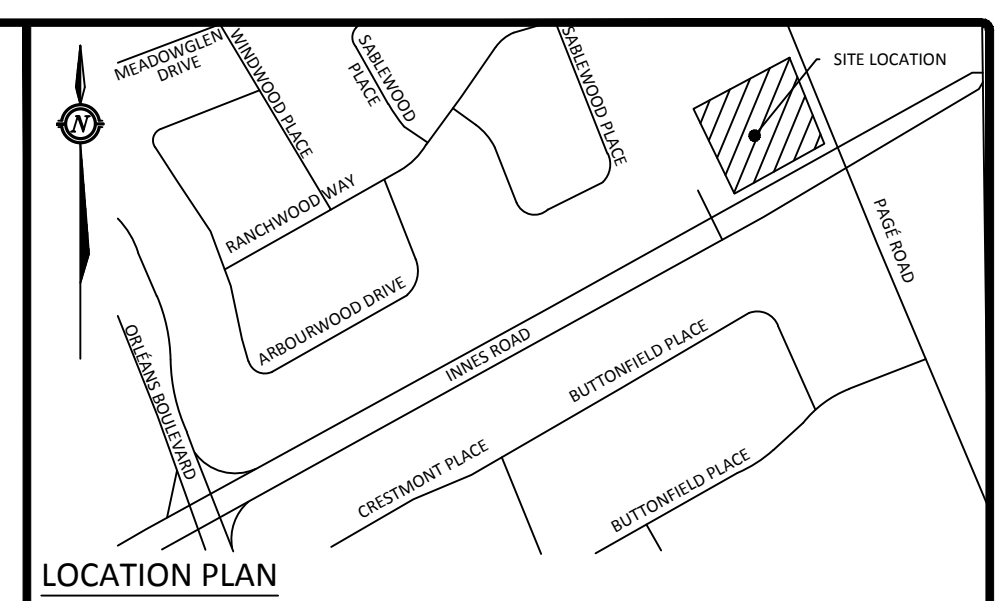 MEADOWGLEN
DRIVE
WINDWOOD PLACE
SABLEWOOD
PLACE
SABLEWOOD PLACE
SITE LOCATION
N
RANCHWOOD WAY
PAGÉ ROAD
ARBOURWOOD DRIVE
ORLÉANS BOULEVARD
INNES ROAD
BUTTONFIELD PLACE
CRESTMONT PLACE
BUTTONFIELD PLACE
LOCATION PLAN